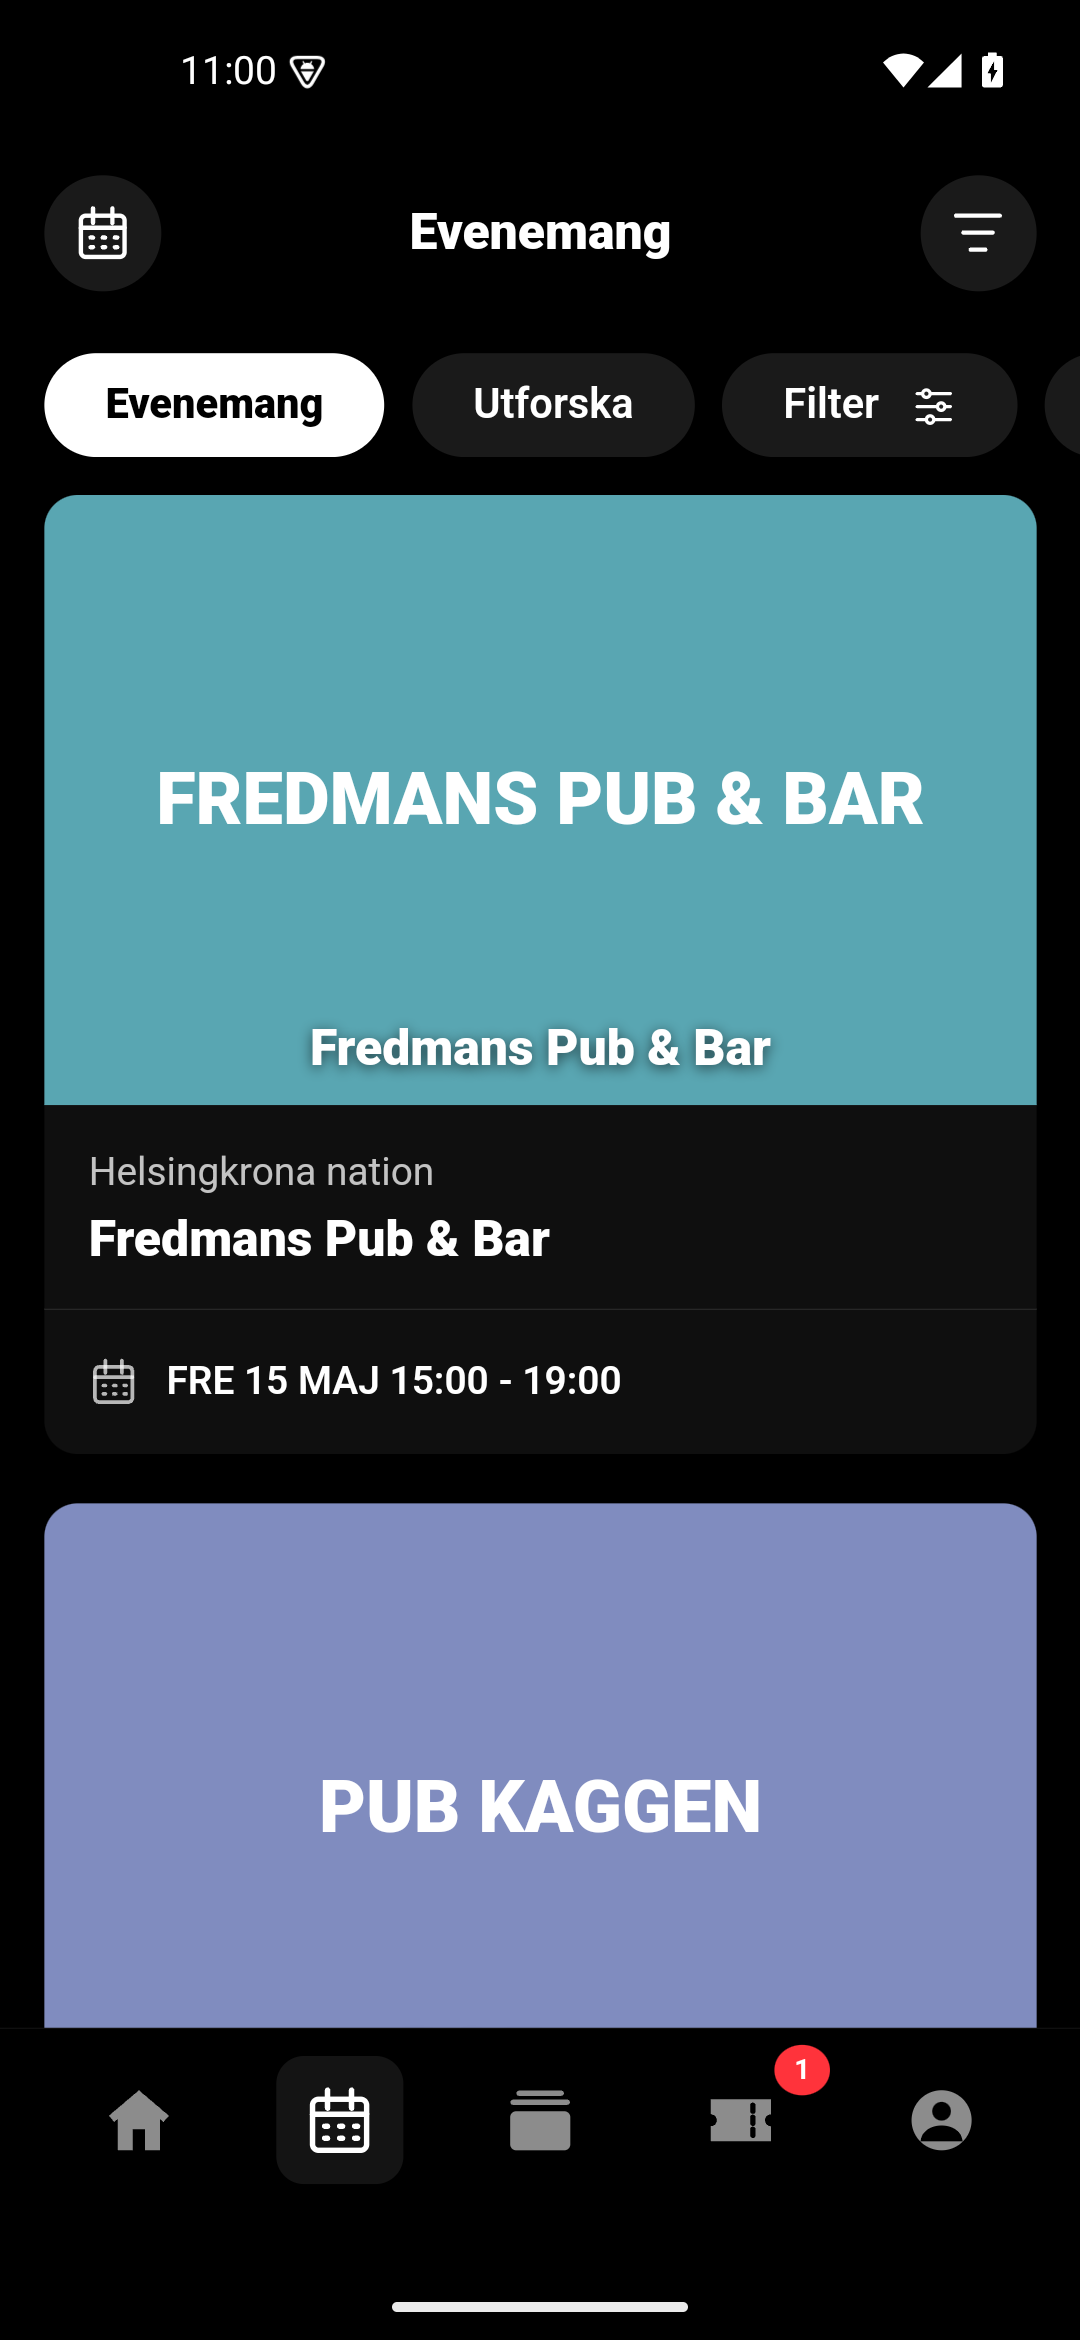 11:00
Evenemang
Evenemang
Utforska
Filter
FREDMANS PUB & BAR
Fredmans Pub & Bar
Helsingkrona nation
Fredmans Pub & Bar
FRE 15 MAJ 15:00 - 19:00
PUB KAGGEN
1